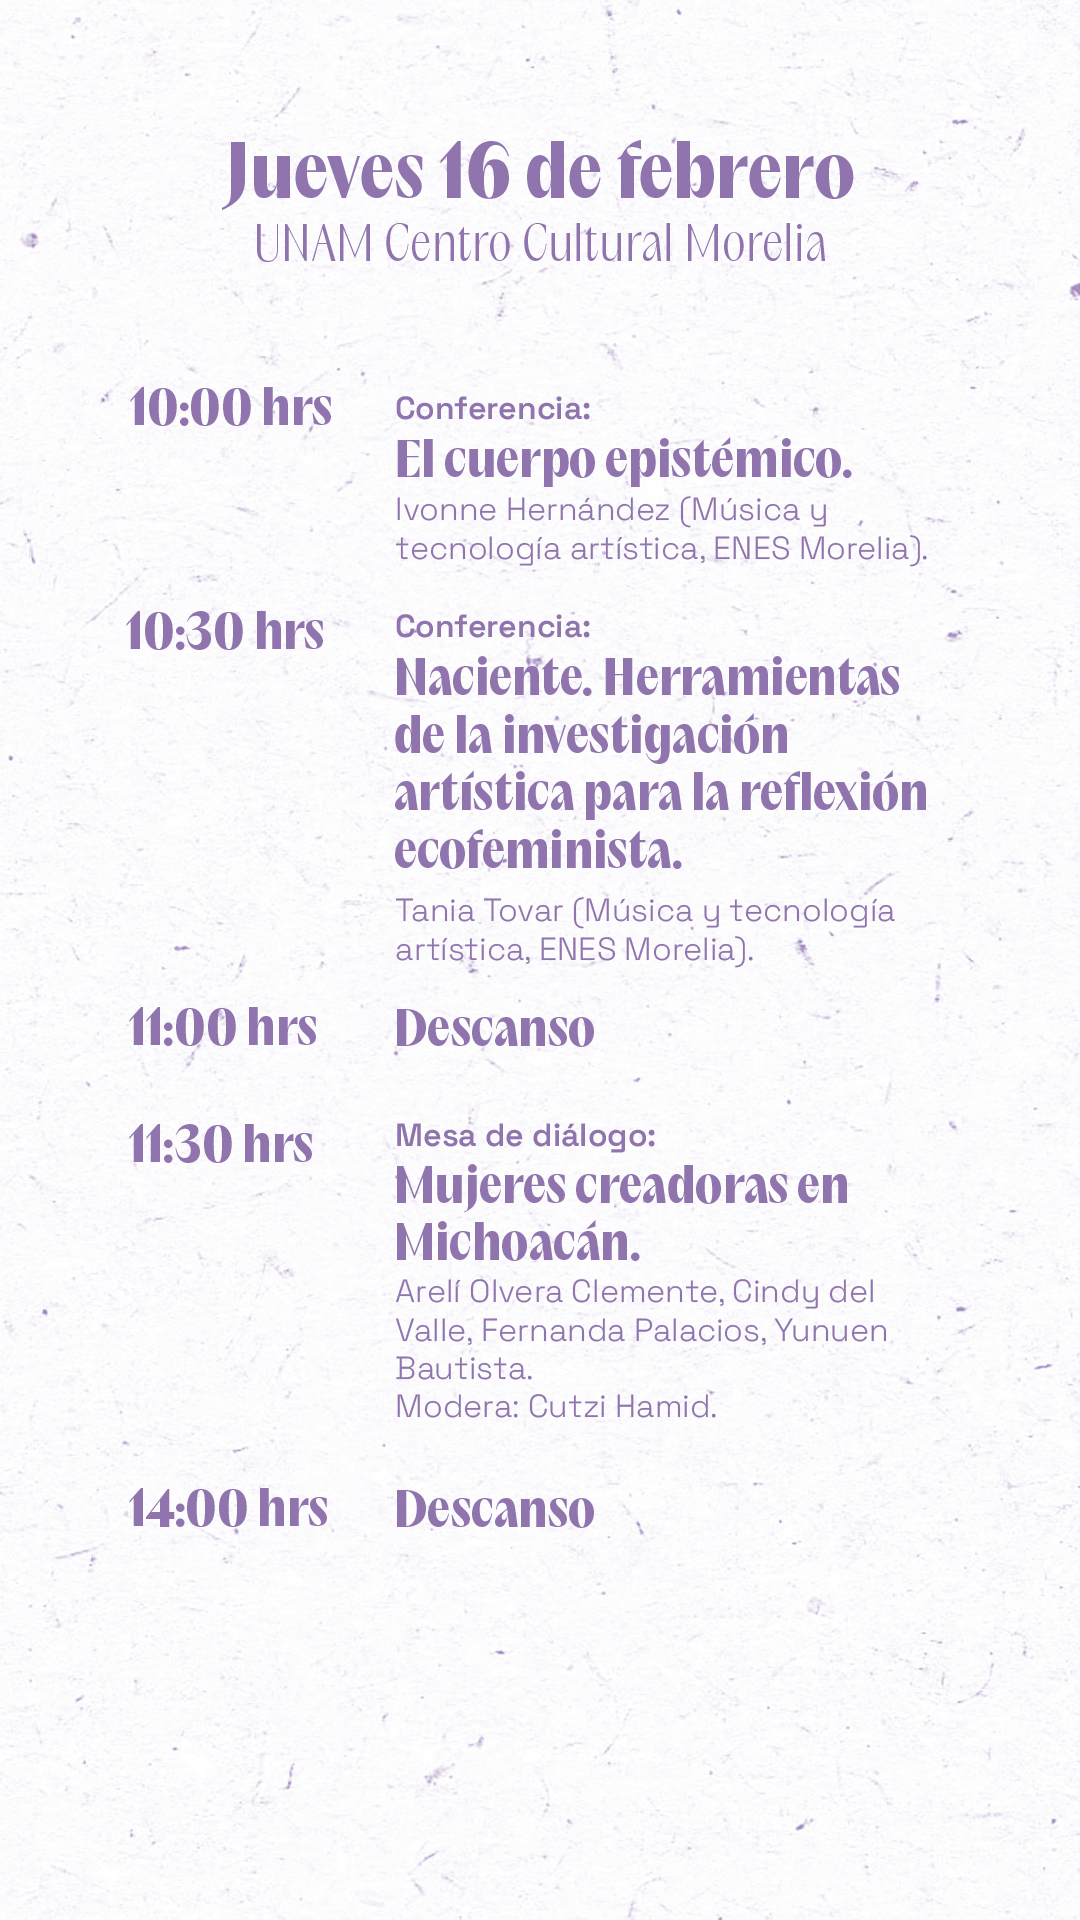 Jueves 16 de febrero
UNAM Centro Cultural Morelia
10:00 hrs
Conferencia:
El cuerpo epistémico.
Ivonne Hernández (Música y
tecnología artística, ENES Morelia).
10:30 hrs
Conferencia:
Naciente. Herramientas
de la investigación
artística para la reflexión
ecofeminista.
Tania Tovar (Música y tecnología
artística, ENES Morelia).
11:00 hrs
Descanso
11:30 hrs
Mesa de diálogo:
Mujeres creadoras en
Michoacán.
Arelí Olvera Clemente, Cindy del
Valle, Fernanda Palacios, Yunuen
Bautista.
Modera: Cutzi Hamid.
14:00 hrs
Descanso